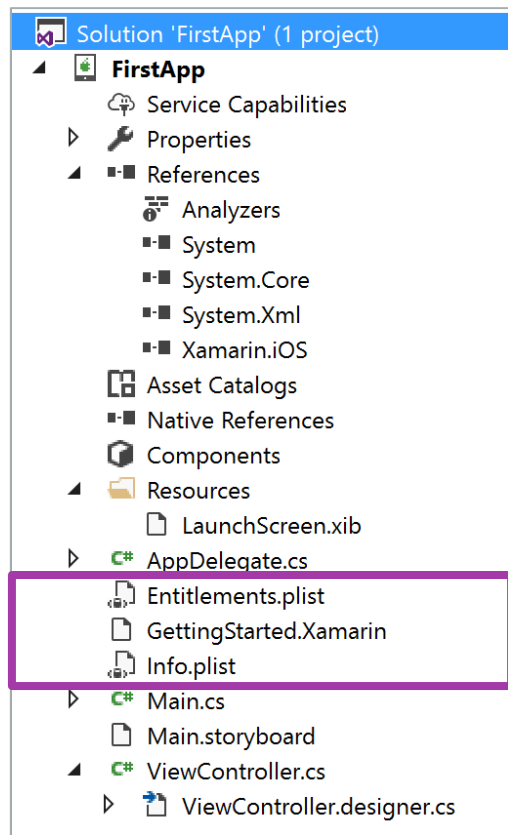 Solution 'FirstApp' (1 project)
FirstApp
Service Capabilities
Properties
References
Analyzers
System
System.Core
System.Xml
Xamarin.iOS
Asset Catalogs
Native References
Components
Resources
LaunchScreen.xib
C# AppDelegate.cs
Entitlements.plist
GettingStarted.Xamarin
Info.plist
C# Main.cs
Main.storyboard
C# ViewController.cs
ViewController.designer.cs